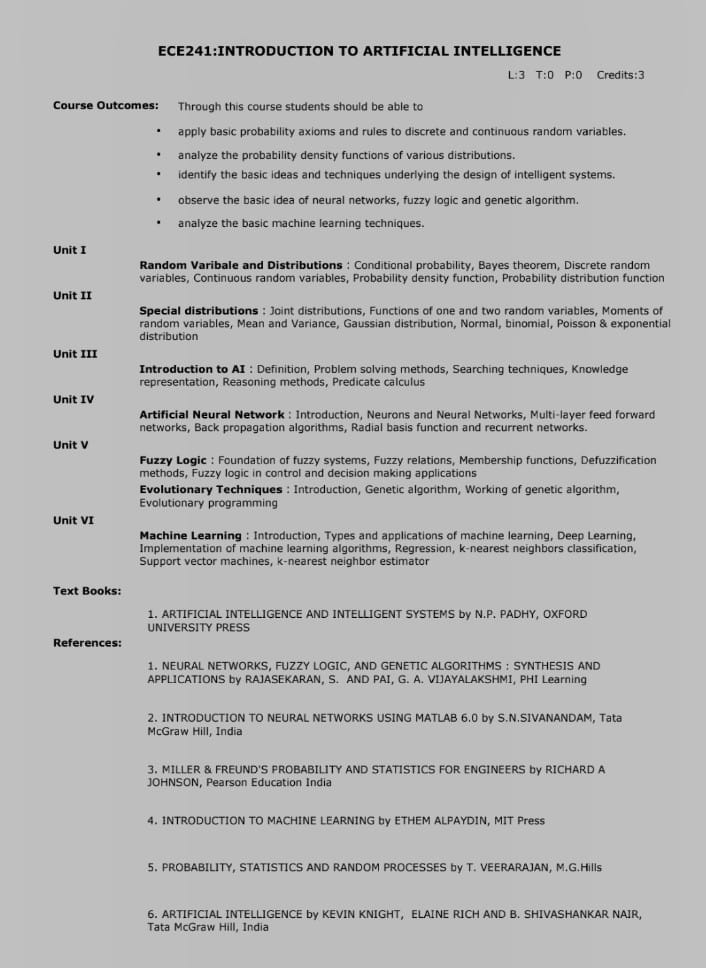 ECE241:INTRODUCTION TO ARTIFICIAL INTELLIGENCE
L:3 T:0 P:0 Credits:3
Course Outcomes: Through this course students should be able to
• apply basic probability axioms and rules to discrete and continuous random variables.
• analyze the probability density functions of various distributions.
• identify the basic ideas and techniques underlying the design of intelligent systems.
• observe the basic idea of neural networks, fuzzy logic and genetic algorithm.
• analyze the basic machine learning techniques.
Unit I
Random Varibale and Distributions : Conditional probability, Bayes theorem, Discrete random
variables, Continuous random variables, Probability density function, Probability distribution function
Unit II
Special distributions : Joint distributions, Functions of one and two random variables, Moments of
random variables, Mean and Variance, Gaussian distribution, Normal, binomial, Poisson & exponential
distribution
Unit III
Introduction to AI : Definition, Problem solving methods, Searching techniques, Knowledge
representation, Reasoning methods, Predicate calculus
Unit IV
Artificial Neural Network : Introduction, Neurons and Neural Networks, Multi-layer feed forward
networks, Back propagation algorithms, Radial basis function and recurrent networks.
Unit V
Fuzzy Logic : Foundation of fuzzy systems, Fuzzy relations, Membership functions, Defuzzification
methods, Fuzzy logic in control and decision making applications
Evolutionary Techniques : Introduction, Genetic algorithm, Working of genetic algorithm,
Evolutionary programming
Unit VI
Machine Learning : Introduction, Types and applications of machine learning, Deep Learning,
Implementation of machine learning algorithms, Regression, k-nearest neighbors classification,
Support vector machines, k-nearest neighbor estimator
Text Books:
1. ARTIFICIAL INTELLIGENCE AND INTELLIGENT SYSTEMS by N.P. PADHY, OXFORD
UNIVERSITY PRESS
References:
1. NEURAL NETWORKS, FUZZY LOGIC, AND GENETIC ALGORITHMS : SYNTHESIS AND
APPLICATIONS by RAJASEKARAN, S. AND PAI, G. A. VIJAYALAKSHMI, PHI Learning
2. INTRODUCTION TO NEURAL NETWORKS USING MATLAB 6.0 by S.N.SIVANANDAM, Tata
McGraw Hill, India
3. MILLER & FREUND'S PROBABILITY AND STATISTICS FOR ENGINEERS by RICHARD A
JOHNSON, Pearson Education India
4. INTRODUCTION TO MACHINE LEARNING by ETHEM ALPAYDIN, MIT Press
5. PROBABILITY, STATISTICS AND RANDOM PROCESSES by T. VEERARAJAN, M.G.Hills
6. ARTIFICIAL INTELLIGENCE by KEVIN KNIGHT, ELAINE RICH AND B. SHIVASHANKAR NAIR,
Tata McGraw Hill, India